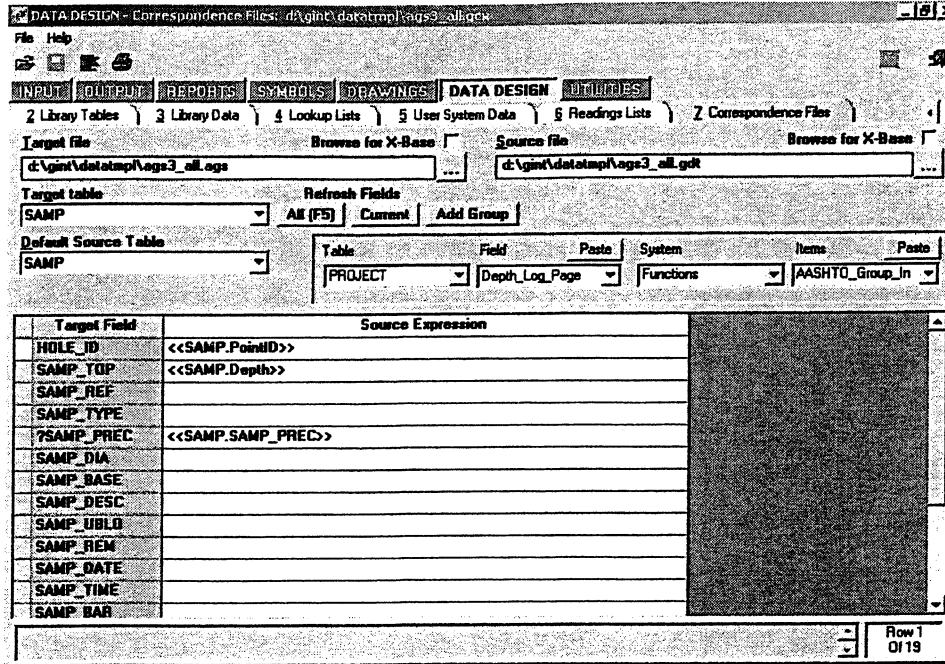 DATA DESIGN - Correspondence Files: d:\gint\datatmpl\ags3_all.gcx
File Help
INPUT OUTPUT REPORTS SYMBOLS DRAWINGS DATA DESIGN UTILITIES
2 Library Tables 3 Library Data 4 Lookup Lists 5 User System Data 6 Readings Lists 7 Correspondence Files
Target file Browse for X-Base Source file Browse for X-Base
d:\gint\datatmpl\ags3_all.ags ... d:\gint\datatmpl\ags3_all.gdt ...
Target table Refresh Fields
SAMP All (F5) Current Add Group
Default Source Table Table Field Paste System Items Paste
SAMP PROJECT Depth_Log_Page Functions AASHTO_Group_In
Target Field Source Expression
HOLE_ID <<SAMP.PointID>>
SAMP_TOP <<SAMP.Depth>>
SAMP_REF
SAMP_TYPE
?SAMP_PREC <<SAMP.SAMP_PREC>>
SAMP_DIA
SAMP_BASE
SAMP_DESC
SAMP_UBLO
SAMP_REM
SAMP_DATE
SAMP_TIME
SAMP_BAR
Row 1
Of 19